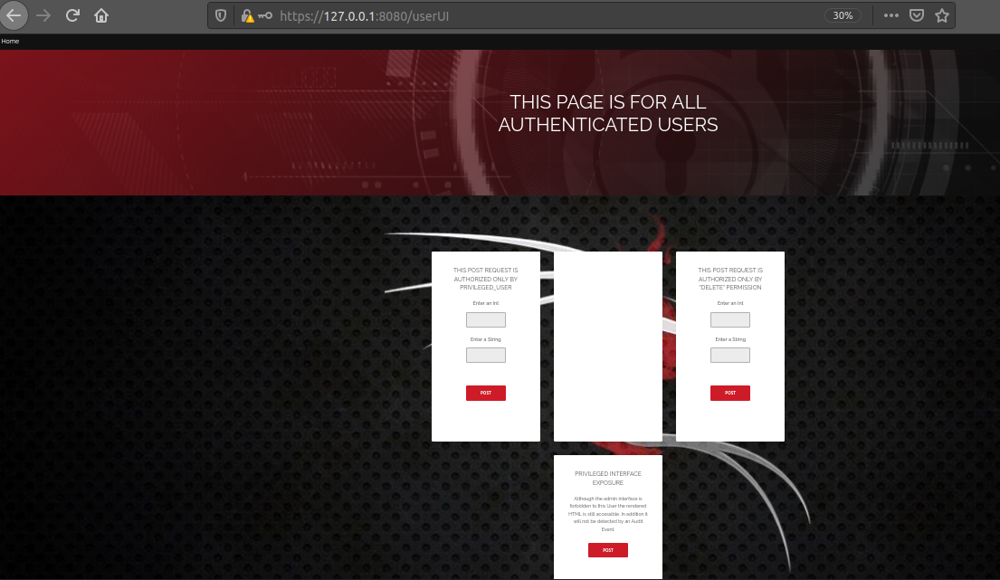 https://127.0.0.1:8080/userUI
30%
Home
THIS PAGE IS FOR ALL
AUTHENTICATED USERS
THIS POST REQUEST IS
AUTHORIZED ONLY BY
PRIVILEGED_USER
Enter an Int
Enter a String
POST
THIS POST REQUEST IS
AUTHORIZED ONLY BY
"DELETE" PERMISSION
Enter an Int
Enter a String
POST
PRIVILEGED INTERFACE
EXPOSURE
Although the admin interface is
forbidden to this User the rendered
HTML is still accessible. In addition it
will not be detected by an Audit
Event.
POST